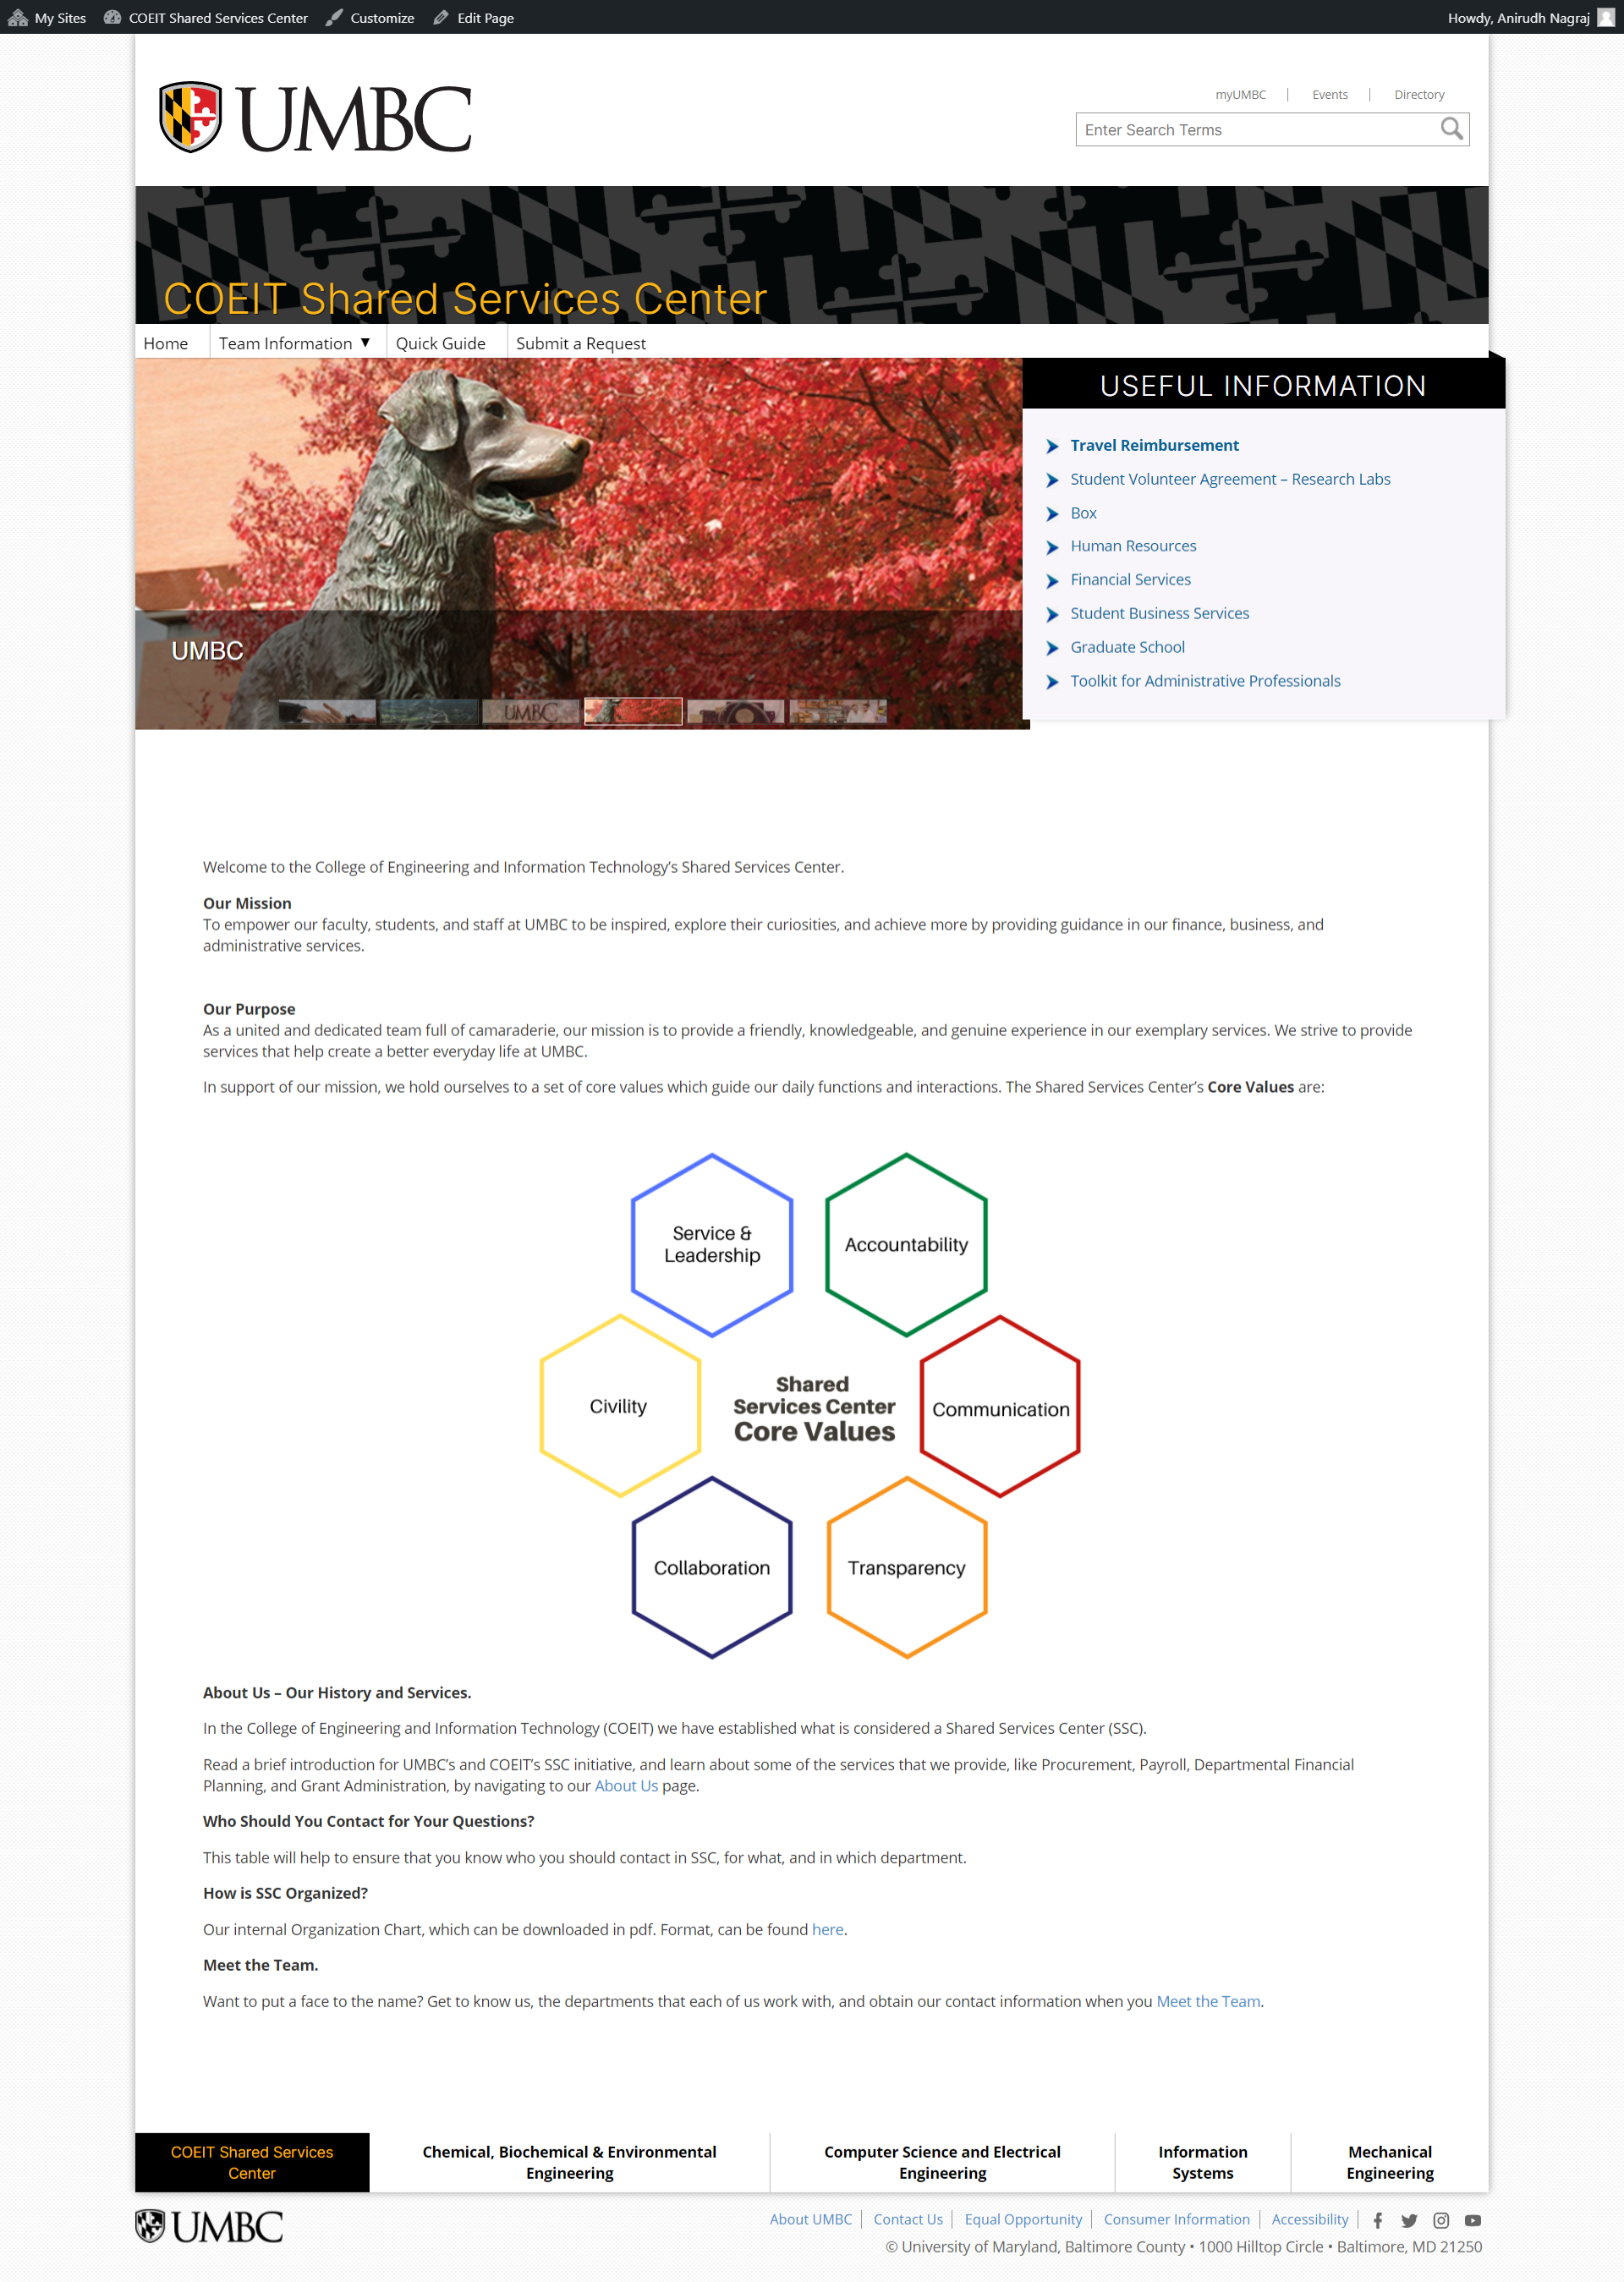 My Sites COEIT Shared Services Center Customize Edit Page Howdy, Anirudh Nagraj
UMBC
myUMBC Events Directory
Enter Search Terms
COEIT Shared Services Center
Home Team Information ▼ Quick Guide Submit a Request
USEFUL INFORMATION
Travel Reimbursement
Student Volunteer Agreement – Research Labs
Box
Human Resources
Financial Services
Student Business Services
Graduate School
Toolkit for Administrative Professionals
UMBC
UMBC
Welcome to the College of Engineering and Information Technology’s Shared Services Center.
Our Mission
To empower our faculty, students, and staff at UMBC to be inspired, explore their curiosities, and achieve more by providing guidance in our finance, business, and
administrative services.
Our Purpose
As a united and dedicated team full of camaraderie, our mission is to provide a friendly, knowledgeable, and genuine experience in our exemplary services. We strive to provide
services that help create a better everyday life at UMBC.
In support of our mission, we hold ourselves to a set of core values which guide our daily functions and interactions. The Shared Services Center’s Core Values are:
Service &
Leadership
Accountability
Civility
Shared
Services Center
Core Values
Communication
Collaboration
Transparency
About Us – Our History and Services.
In the College of Engineering and Information Technology (COEIT) we have established what is considered a Shared Services Center (SSC).
Read a brief introduction for UMBC’s and COEIT’s SSC initiative, and learn about some of the services that we provide, like Procurement, Payroll, Departmental Financial
Planning, and Grant Administration, by navigating to our About Us page.
Who Should You Contact for Your Questions?
This table will help to ensure that you know who you should contact in SSC, for what, and in which department.
How is SSC Organized?
Our internal Organization Chart, which can be downloaded in pdf. Format, can be found here.
Meet the Team.
Want to put a face to the name? Get to know us, the departments that each of us work with, and obtain our contact information when you Meet the Team.
COEIT Shared Services
Center
Chemical, Biochemical & Environmental
Engineering
Computer Science and Electrical
Engineering
Information
Systems
Mechanical
Engineering
UMBC
About UMBC Contact Us Equal Opportunity Consumer Information Accessibility
© University of Maryland, Baltimore County • 1000 Hilltop Circle • Baltimore, MD 21250